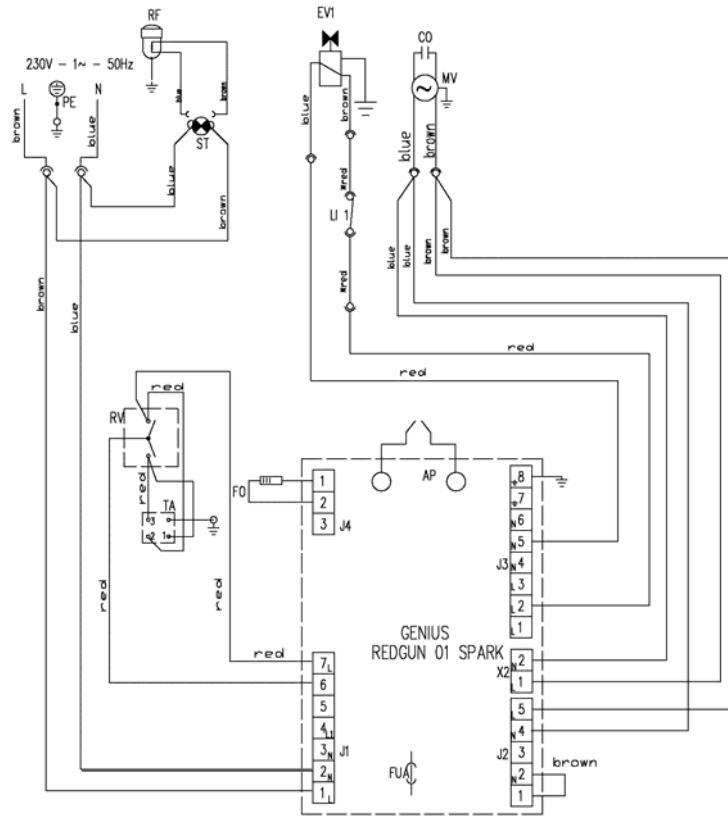 RF
EV1
CO
230V - 1~ - 50Hz
L
PE
N
MV
brown
blue
blue
brown
ST
blue
brown
blue
brown
blue
brown
W.red
LI 1
W.red
blue
blue
brown
brown
brown
blue
red
red
red
RV
red
TA
3
2 1
red
red
red
FO
1
2
3 J4
AP
8
7
N 6
N 5
J3 N 4
L 3
L 2
L 1
GENIUS
REDGUN 01 SPARK
X2
N 2
L 1
7 L
6
5
4 L1
3 N J1
2 N
1 L
FUA
L 5
N 4
J2 3
N 2
1
brown